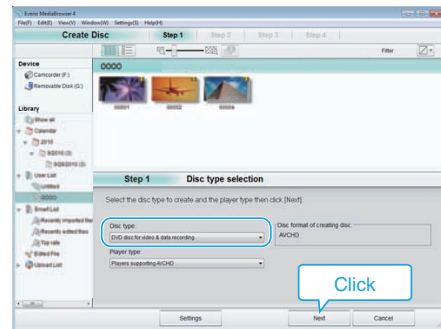 Everio MediaBrowser 4
File(F) Edit(E) View(V) Window(W) Settings(S) Help(H)
Create Disc Step 1 Step 2 Step 3 Step 4
Filter
Device
Camcorder (F:)
Removable Disk (G:)
Library
Show all
Calendar
2010
User List
Untitled
0000
Smart List
Recently imported files
Recently edited files
Top rate
Edited File
Upload List
0000
00001 00002 00004
Step 1 Disc type selection
Select the disc type to create and the player type then click [Next].
Disc type:
DVD disc for video & data recording
Disc format of creating disc:
AVCHD
Player type:
Players supporting AVCHD
Click
Settings Next Cancel